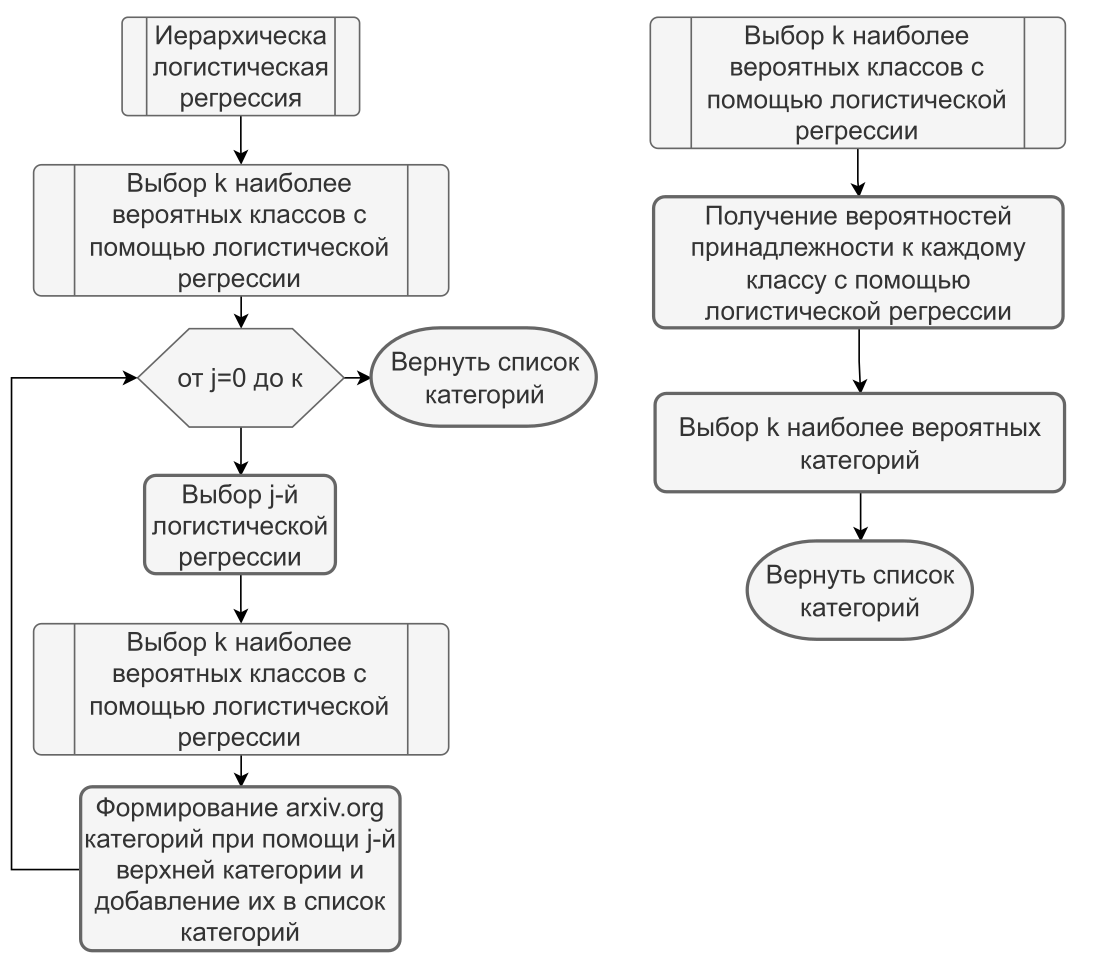 Иерархическа
логистическая
регрессия
Выбор k наиболее
вероятных классов с
помощью логистической
регрессии
от j=0 до к
Вернуть список
категорий
Выбор j-й
логистической
регрессии
Выбор k наиболее
вероятных классов с
помощью логистической
регрессии
Формирование arxiv.org
категорий при помощи j-й
верхней категории и
добавление их в список
категорий
Выбор k наиболее
вероятных классов с
помощью логистической
регрессии
Получение вероятностей
принадлежности к каждому
классу с помощью
логистической регрессии
Выбор k наиболее вероятных
категорий
Вернуть список
категорий